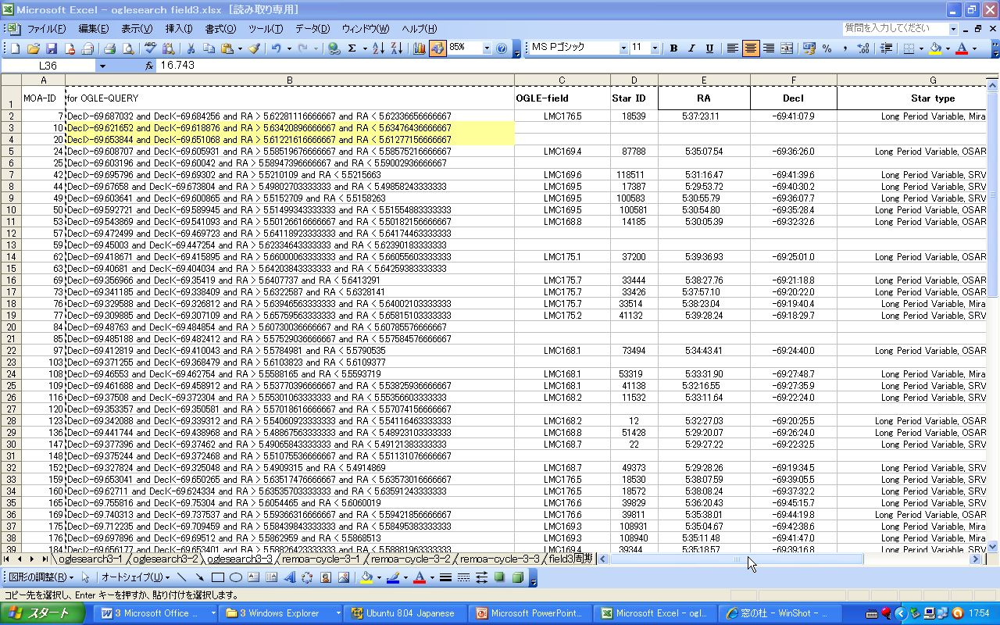 Microsoft Excel - oglesearch field3.xlsx [読み取り専用]
ファイル(F) 編集(E) 表示(V) 挿入(I) 書式(O) ツール(T) データ(D) ウィンドウ(W) ヘルプ(H) 質問を入力してください
85% MS Pゴシック 11 B I U
L36 fx 16.743
A B C D E F G
1 MOA-ID for OGLE-QUERY OGLE-field Star ID RA Decl Star type
2 7 Decl>-69.687032 and Decl<-69.684256 and RA > 5.62281116666667 and RA < 5.62336656666667 LMC176.5 18539 5:37:23.11 -69:41:07.9 Long Period Variable, Mira
3 10 Decl>-69.621652 and Decl<-69.618876 and RA > 5.63420896666667 and RA < 5.63476436666667
4 20 Decl>-69.653844 and Decl<-69.651068 and RA > 5.61221616666667 and RA < 5.61277156666667
5 24 Decl>-69.608707 and Decl<-69.605931 and RA > 5.58519676666667 and RA < 5.58575216666667 LMC169.4 87788 5:35:07.54 -69:36:26.0 Long Period Variable, OSAR
6 25 Decl>-69.608196 and Decl<-69.60042 and RA > 5.58947396666667 and RA < 5.59002936666667
7 42 Decl>-69.695796 and Decl<-69.69302 and RA > 5.5210109 and RA < 5.5215663 LMC169.6 118511 5:31:16.47 -69:41:39.6 Long Period Variable, SRV
8 44 Decl>-69.67658 and Decl<-69.673804 and RA > 5.49802703333333 and RA < 5.49858243333333 LMC169.5 17387 5:29:53.72 -69:40:30.2 Long Period Variable, SRV
9 49 Decl>-69.603641 and Decl<-69.600865 and RA > 5.5152709 and RA < 5.5158263 LMC169.5 100583 5:30:55.79 -69:36:07.7 Long Period Variable, SRV
10 50 Decl>-69.592721 and Decl<-69.589945 and RA > 5.51499343333333 and RA < 5.51554883333333 LMC169.5 100581 5:30:54.80 -69:35:28.4 Long Period Variable, OSAR
11 53 Decl>-69.543869 and Decl<-69.541093 and RA > 5.50126616666667 and RA < 5.50182156666667 LMC168.8 14185 5:30:05.39 -69:32:32.6 Long Period Variable, OSAR
12 57 Decl>-69.472499 and Decl<-69.469723 and RA > 5.64118923333333 and RA < 5.64174463333333
13 59 Decl>-69.45003 and Decl<-69.447254 and RA > 5.62334643333333 and RA < 5.62390183333333
14 62 Decl>-69.418671 and Decl<-69.415895 and RA > 5.66000063333333 and RA < 5.66055603333333 LMC175.1 37200 5:39:36.93 -69:25:01.0 Long Period Variable, OSAR
15 63 Decl>-69.40681 and Decl<-69.404034 and RA > 5.64203843333333 and RA < 5.64259383333333
16 69 Decl>-69.356966 and Decl<-69.35419 and RA > 5.6407737 and RA < 5.6413291 LMC175.7 33444 5:38:27.76 -69:21:18.8 Long Period Variable, OSAR
17 73 Decl>-69.341185 and Decl<-69.338409 and RA > 5.6322587 and RA < 5.6328141 LMC175.7 33426 5:37:57.10 -69:20:22.0 Long Period Variable, OSAR
18 76 Decl>-69.329588 and Decl<-69.326812 and RA > 5.63946563333333 and RA < 5.64002103333333 LMC175.7 33514 5:38:23.04 -69:19:40.4 Long Period Variable, Mira
19 77 Decl>-69.309885 and Decl<-69.307109 and RA > 5.65759563333333 and RA < 5.65815103333333 LMC175.2 41132 5:39:28.24 -69:18:29.7 Long Period Variable, SRV
20 84 Decl>-69.48763 and Decl<-69.484854 and RA > 5.60730036666667 and RA < 5.60785576666667
21 85 Decl>-69.485188 and Decl<-69.482412 and RA > 5.57529036666667 and RA < 5.57584576666667
22 97 Decl>-69.412819 and Decl<-69.410043 and RA > 5.5784981 and RA < 5.5790535 LMC168.1 73494 5:34:43.41 -69:24:40.0 Long Period Variable, OSAR
23 103 Decl>-69.371255 and Decl<-69.368479 and RA > 5.6103823 and RA < 5.6109377
24 108 Decl>-69.46553 and Decl<-69.462754 and RA > 5.5588165 and RA < 5.5593719 LMC168.1 53319 5:33:31.90 -69:27:48.7 Long Period Variable, Mira
25 109 Decl>-69.461688 and Decl<-69.458912 and RA > 5.53770396666667 and RA < 5.53825936666667 LMC168.1 41138 5:32:16.55 -69:27:35.9 Long Period Variable, SRV
26 116 Decl>-69.37508 and Decl<-69.372304 and RA > 5.55301063333333 and RA < 5.55356603333333 LMC168.2 11532 5:33:11.64 -69:22:24.0 Long Period Variable, SRV
27 120 Decl>-69.353357 and Decl<-69.350581 and RA > 5.57018616666667 and RA < 5.57074156666667
28 123 Decl>-69.342088 and Decl<-69.339312 and RA > 5.54060923333333 and RA < 5.54116463333333 LMC168.2 12 5:32:27.03 -69:20:25.5 Long Period Variable, SRV
29 136 Decl>-69.441744 and Decl<-69.438968 and RA > 5.48867563333333 and RA < 5.48923103333333 LMC168.8 51428 5:29:20.07 -69:26:24.0 Long Period Variable, SRV
30 147 Decl>-69.377396 and Decl<-69.37462 and RA > 5.49065843333333 and RA < 5.49121383333333 LMC168.7 22 5:29:27.22 -69:22:32.5 Long Period Variable, SRV
31 148 Decl>-69.375244 and Decl<-69.372468 and RA > 5.51075536666667 and RA < 5.51131076666667
32 152 Decl>-69.327824 and Decl<-69.325048 and RA > 5.4909315 and RA < 5.4914869 LMC168.7 49373 5:29:28.26 -69:19:34.5 Long Period Variable, SRV
33 159 Decl>-69.653041 and Decl<-69.650265 and RA > 5.63517476666667 and RA < 5.63573016666667 LMC176.5 18530 5:38:07.59 -69:39:05.5 Long Period Variable, SRV
34 160 Decl>-69.62711 and Decl<-69.624334 and RA > 5.63535703333333 and RA < 5.63591243333333 LMC176.5 18572 5:38:08.24 -69:37:32.2 Long Period Variable, SRV
35 165 Decl>-69.755816 and Decl<-69.75304 and RA > 5.6054465 and RA < 5.6060019 LMC176.6 39829 5:36:20.43 -69:45:15.7 Long Period Variable, SRV
36 169 Decl>-69.740313 and Decl<-69.737537 and RA > 5.59366316666667 and RA < 5.59421856666667 LMC176.6 39811 5:35:38.01 -69:44:19.8 Long Period Variable, OSAR
37 175 Decl>-69.712235 and Decl<-69.709459 and RA > 5.58439843333333 and RA < 5.58495383333333 LMC169.3 108931 5:35:04.67 -69:42:38.6 Long Period Variable, Mira
38 176 Decl>-69.697896 and Decl<-69.69512 and RA > 5.5862959 and RA < 5.5868513 LMC169.3 108940 5:35:11.48 -69:41:47.0 Long Period Variable, Mira
39 184 Decl>-69.656177 and Decl<-69.653401 and RA > 5.58826423333333 and RA < 5.58881963333333 LMC169.4 39344 5:35:18.57 -69:39:16.8 Long Period Variable, SRV
oglesearch3-1 oglesearch3-2 oglesearch3-3 remoa-cycle-3-1 remoa-cycle-3-2 remoa-cycle-3-3 field3周期
図形の調整(R) オートシェイプ(U)
コピー先を選択し、Enter キーを押すか、貼り付けを選択します。
スタート 3 Microsoft Office ... 3 Windows Explorer Ubuntu 8.04 Japanese Microsoft PowerPoint... Microsoft Excel - ogl... 窓の杜 - WinShot - ... 17:54